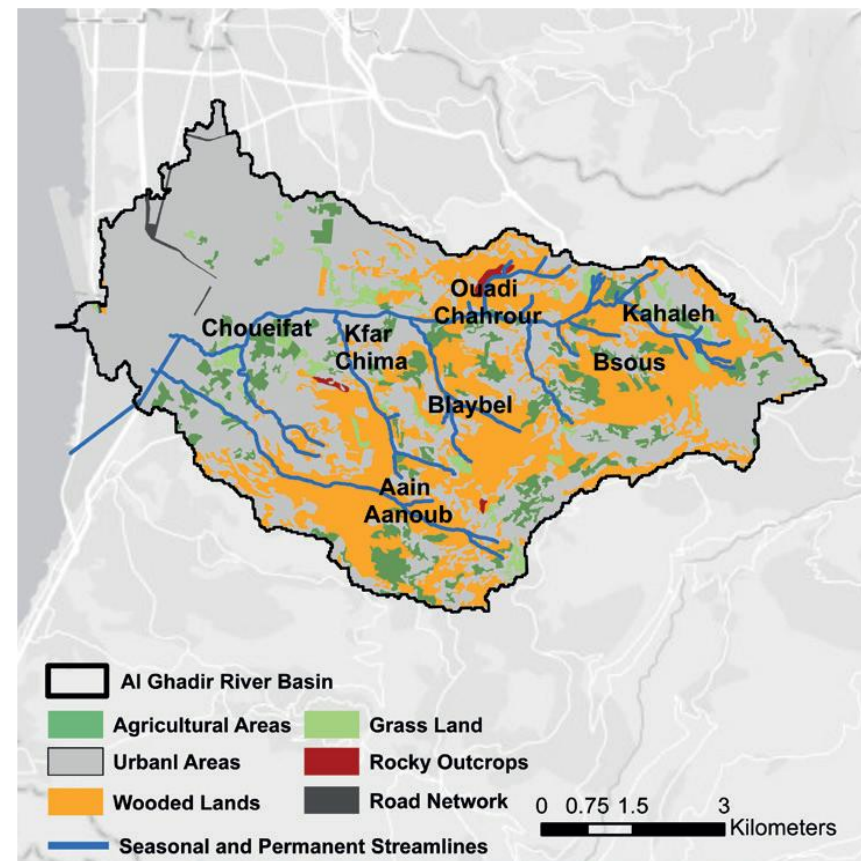 Ouadi
Chahrour
Kahaleh
Choueifat
Kfar
Chima
Bsous
Blaybel
Aain
Aanoub
Al Ghadir River Basin
Agricultural Areas
Grass Land
Urbanl Areas
Rocky Outcrops
Wooded Lands
Road Network
Seasonal and Permanent Streamlines
0 0.75 1.5 3
Kilometers